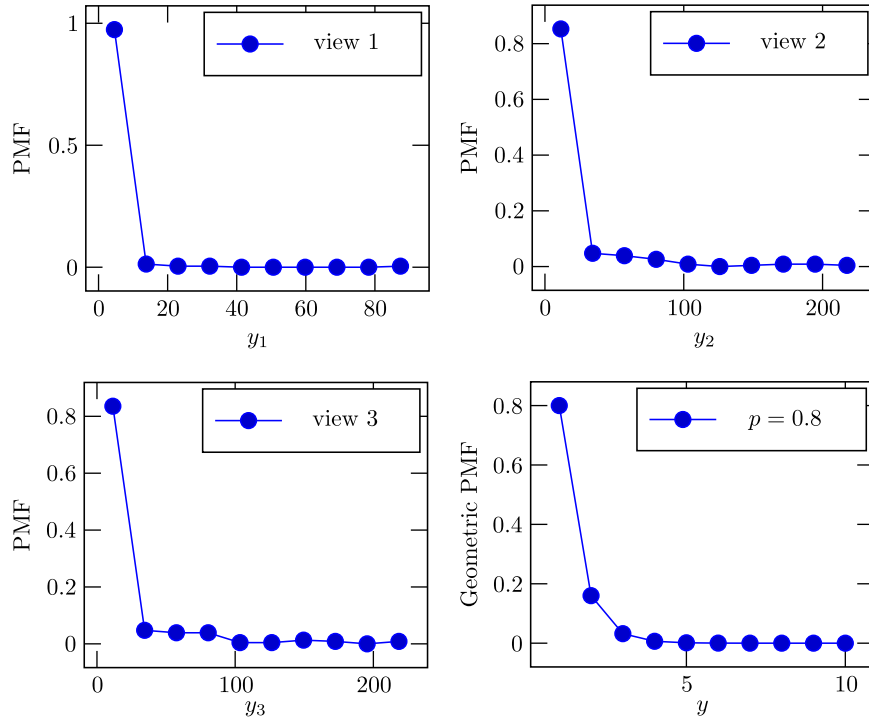 1
0.5
0
PMF
0 20 40 60 80
y₁
view 1
0.8
0.6
0.4
0.2
0
PMF
0 100 200
y₂
view 2
0.8
0.6
0.4
0.2
0
PMF
0 100 200
y₃
view 3
0.8
0.6
0.4
0.2
0
Geometric PMF
5 10
y
p = 0.8